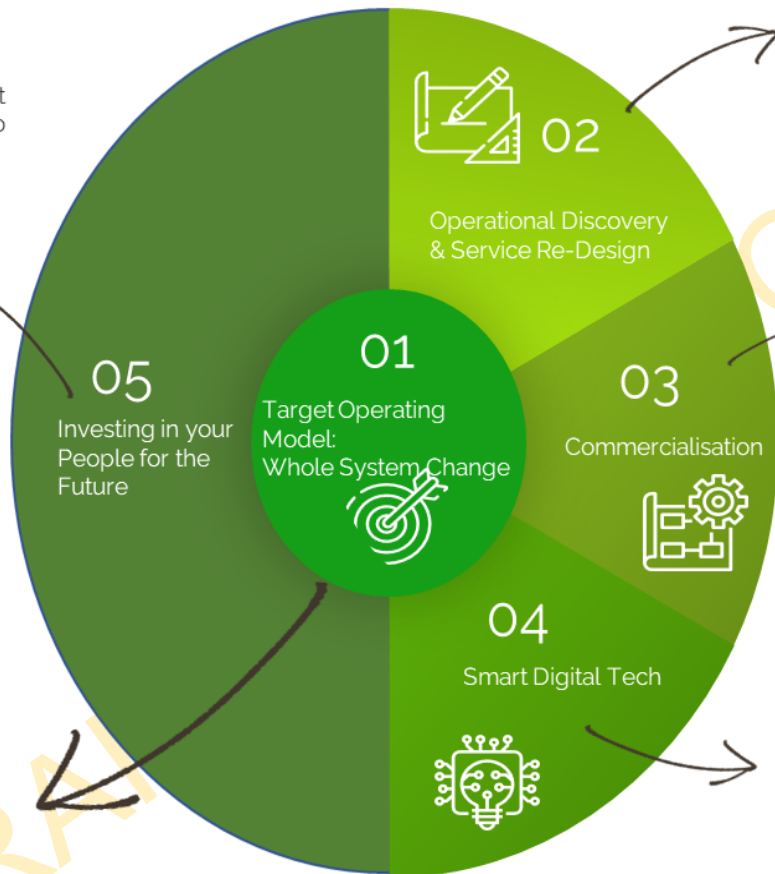 02
Operational Discovery
& Service Re-Design
01
Target Operating
Model:
Whole System Change
03
Commercialisation
04
Smart Digital Tech
05
Investing in your
People for the
Future